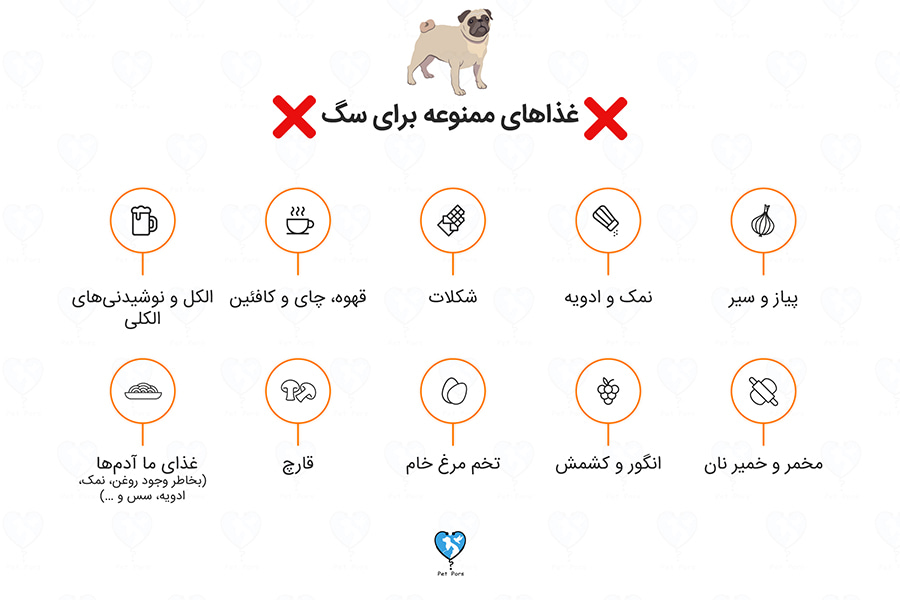 غذاهای ممنوعه برای سگ
پیاز و سیر
نمک و ادویه
شکلات
قهوه، چای و کافئین
الکل و نوشیدنی‌های
الکلی
مخمر و خمیر نان
انگور و کشمش
تخم مرغ خام
قارچ
غذای ما آدم‌ها
(بخاطر وجود روغن، نمک،
ادویه، سس و ...)
Pet Pors